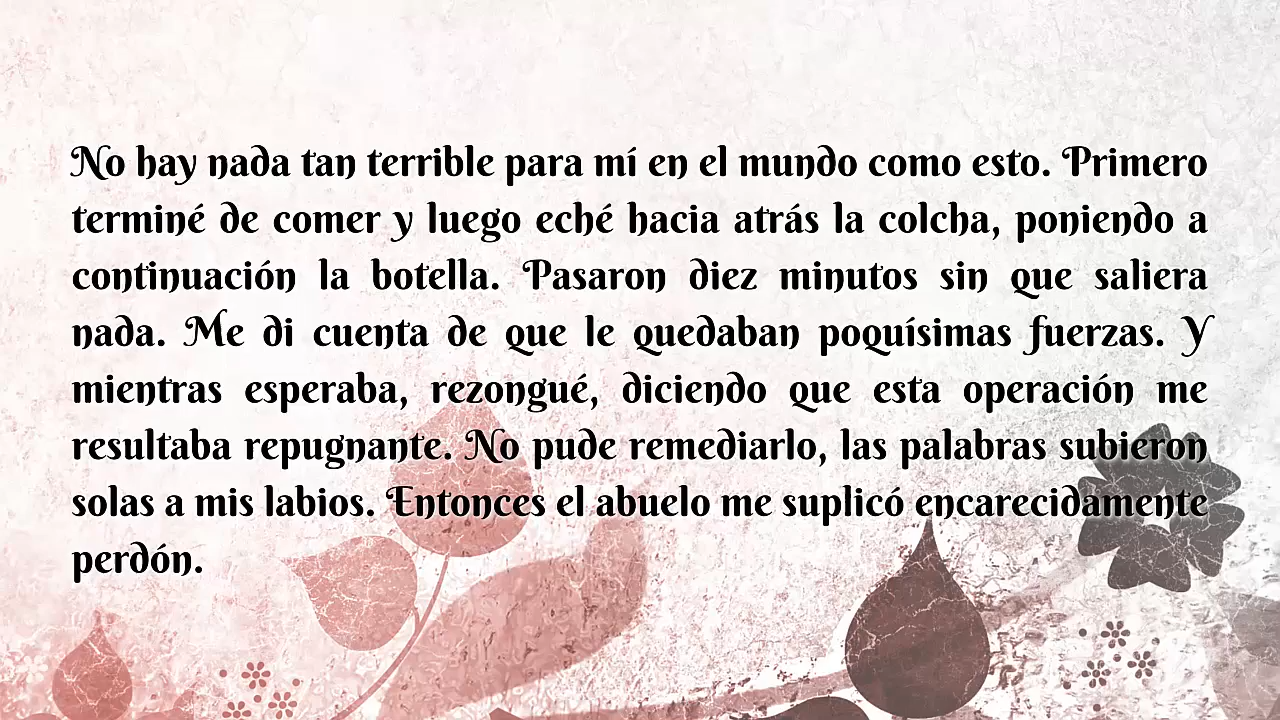 No hay nada tan terrible para mí en el mundo como esto. Primero
terminé de comer y luego eché hacia atrás la colcha, poniendo a
continuación la botella. Pasaron diez minutos sin que saliera
nada. Me di cuenta de que le quedaban poquísimas fuerzas. Y
mientras esperaba, rezongué, diciendo que esta operación me
resultaba repugnante. No pude remediarlo, las palabras subieron
solas a mis labios. Entonces el abuelo me suplicó encarecidamente
perdón.